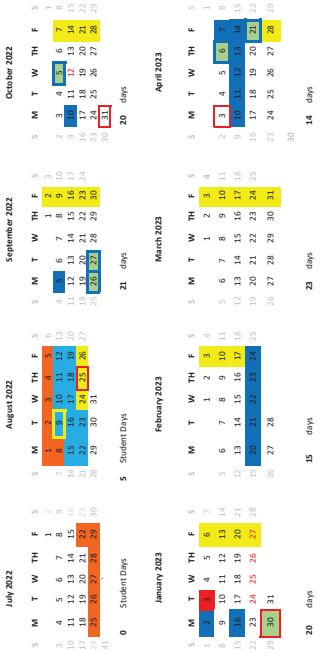 July 2022
S M T W TH F S
1 2
3 4 5 6 7 8 9
10 11 12 13 14 15 16
17 18 19 20 21 22 23
24 25 26 27 28 29 30
31
0 Student Days
August 2022
S M T W TH F S
1 2 3 4 5 6
7 8 9 10 11 12 13
14 15 16 17 18 19 20
21 22 23 24 25 26 27
28 29 30 31
5 Student Days
September 2022
S M T W TH F S
1 2 3
4 5 6 7 8 9 10
11 12 13 14 15 16 17
18 19 20 21 22 23 24
25 26 27 28 29 30
21 days
October 2022
S M T W TH F S
1
2 3 4 5 6 7 8
9 10 11 12 13 14 15
16 17 18 19 20 21 22
23 24 25 26 27 28 29
30 31
20 days
January 2023
S M T W TH F S
1 2 3 4 5 6 7
8 9 10 11 12 13 14
15 16 17 18 19 20 21
22 23 24 25 26 27 28
29 30 31
20 days
February 2023
S M T W TH F S
1 2 3 4
5 6 7 8 9 10 11
12 13 14 15 16 17 18
19 20 21 22 23 24 25
26 27 28
15 days
March 2023
S M T W TH F S
1 2 3 4
5 6 7 8 9 10 11
12 13 14 15 16 17 18
19 20 21 22 23 24 25
26 27 28 29 30 31
23 days
April 2023
S M T W TH F S
1
2 3 4 5 6 7 8
9 10 11 12 13 14 15
16 17 18 19 20 21 22
23 24 25 26 27 28 29
30
14 days